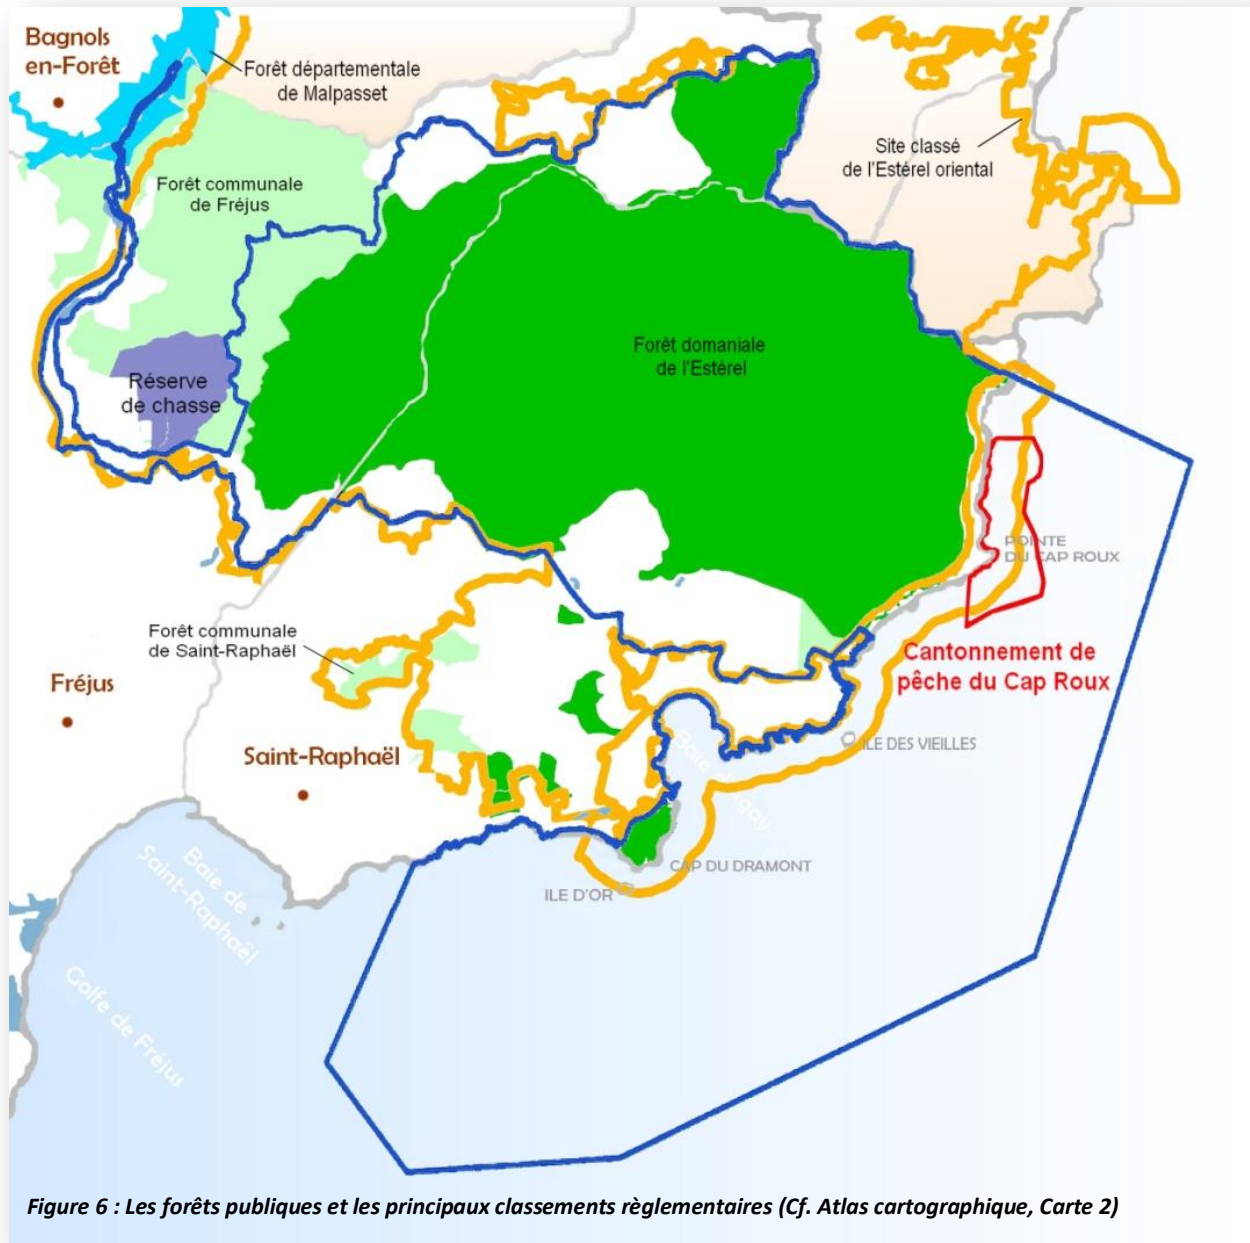 Bagnols
en-Forêt
Forêt départementale
de Malpasset
Site classé
de l'Estérel oriental
Forêt communale
de Fréjus
Forêt domaniale
de l'Estérel
Réserve
de chasse
POINTE
DU CAP ROUX
Forêt communale
de Saint-Raphaël
Cantonnement de
pêche du Cap Roux
Fréjus
Saint-Raphaël
ILE DES VIEILLES
Baie d'Agay
CAP DU DRAMONT
ILE D'OR
Baie de
Saint-Raphaël
Golfe de Fréjus
Figure 6 : Les forêts publiques et les principaux classements règlementaires (Cf. Atlas cartographique, Carte 2)